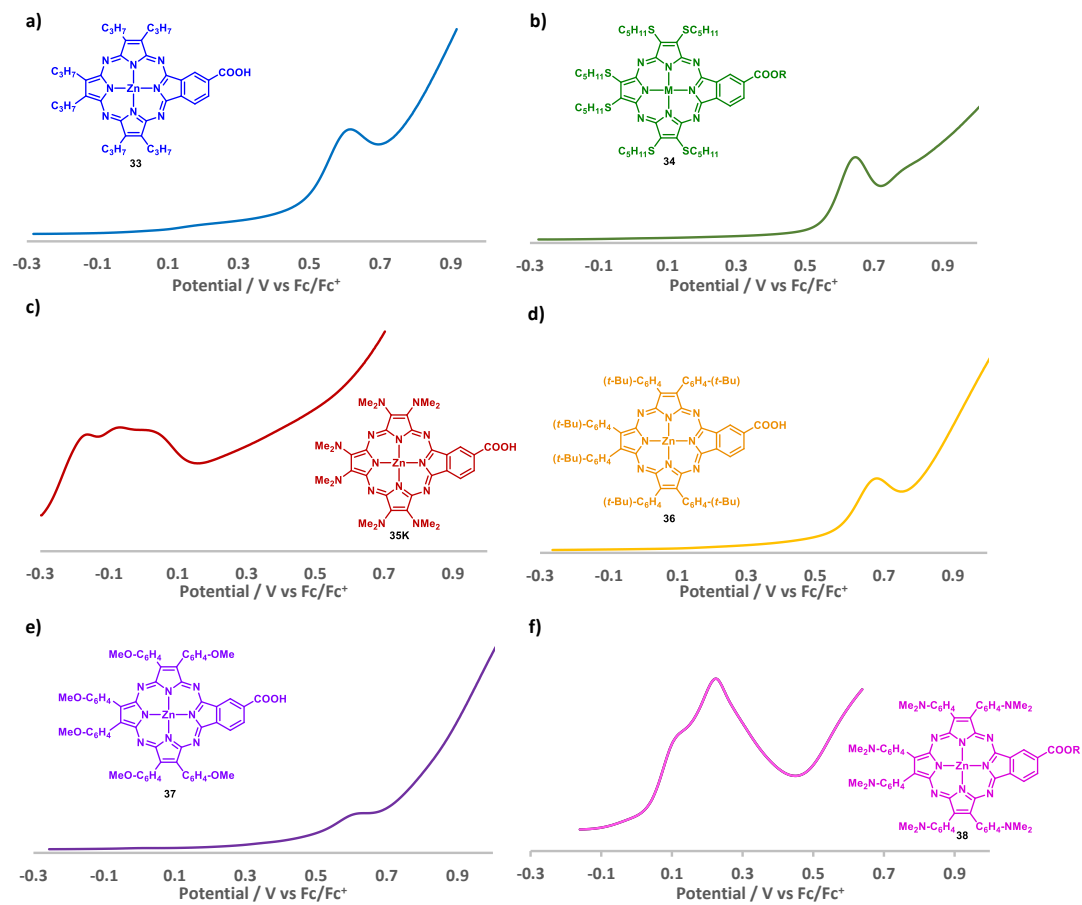 a)
C3H7 C3H7
C3H7 N N COOH
N
N Zn N
C3H7 N
N N
C3H7 C3H7
33
-0.3 -0.1 0.1 0.3 0.5 0.7 0.9
Potential / V vs Fc/Fc+
b)
C5H11S SC5H11
C5H11S N N COOR
N
N M N
C5H11S N
N N
C5H11S SC5H11
34
-0.3 -0.1 0.1 0.3 0.5 0.7 0.9
Potential / V vs Fc/Fc+
c)
Me2N NMe2
Me2N N N COOH
N
N Zn N
Me2N N
N N
Me2N NMe2
35K
-0.3 -0.1 0.1 0.3 0.5 0.7 0.9
Potential / V vs Fc/Fc+
d)
(t-Bu)-C6H4 C6H4-(t-Bu)
(t-Bu)-C6H4 N N COOH
N
N Zn N
(t-Bu)-C6H4 N
N N
(t-Bu)-C6H4 C6H4-(t-Bu)
36
-0.3 -0.1 0.1 0.3 0.5 0.7 0.9
Potential / V vs Fc/Fc+
e)
MeO-C6H4 C6H4-OMe
MeO-C6H4 N N COOH
N
N Zn N
MeO-C6H4 N
N N
MeO-C6H4 C6H4-OMe
37
-0.3 -0.1 0.1 0.3 0.5 0.7 0.9
Potential / V vs Fc/Fc+
f)
Me2N-C6H4 C6H4-NMe2
Me2N-C6H4 N N COOR
N
N Zn N
Me2N-C6H4 N
N N
Me2N-C6H4 C6H4-NMe2
38
-0.3 -0.1 0.1 0.3 0.5 0.7 0.9
Potential / V vs Fc/Fc+